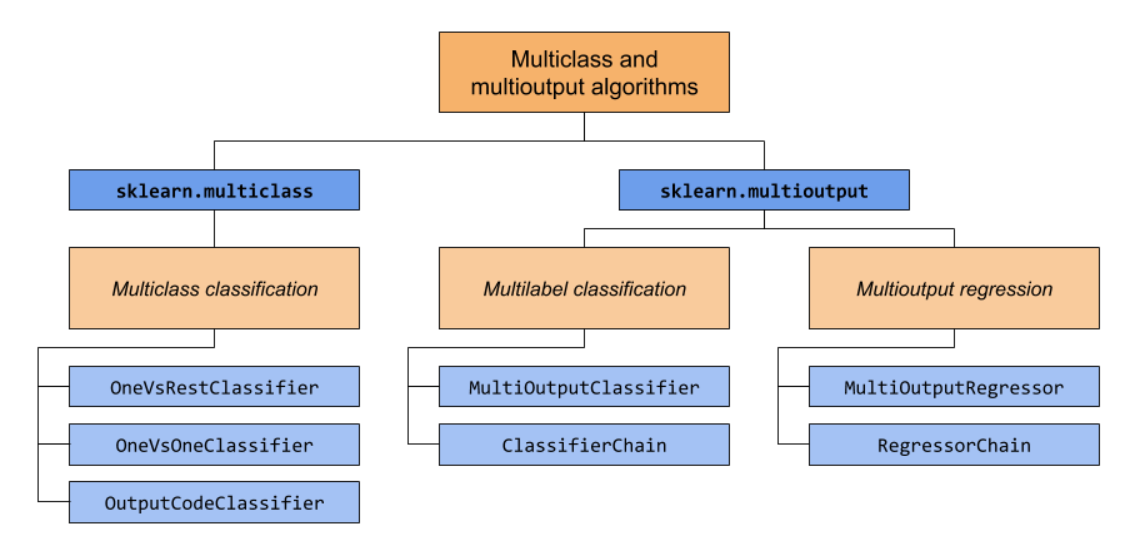 Multiclass and
multioutput algorithms
sklearn.multiclass
sklearn.multioutput
Multiclass classification
Multilabel classification
Multioutput regression
OneVsRestClassifier
MultiOutputClassifier
MultiOutputRegressor
OneVsOneClassifier
ClassifierChain
RegressorChain
OutputCodeClassifier